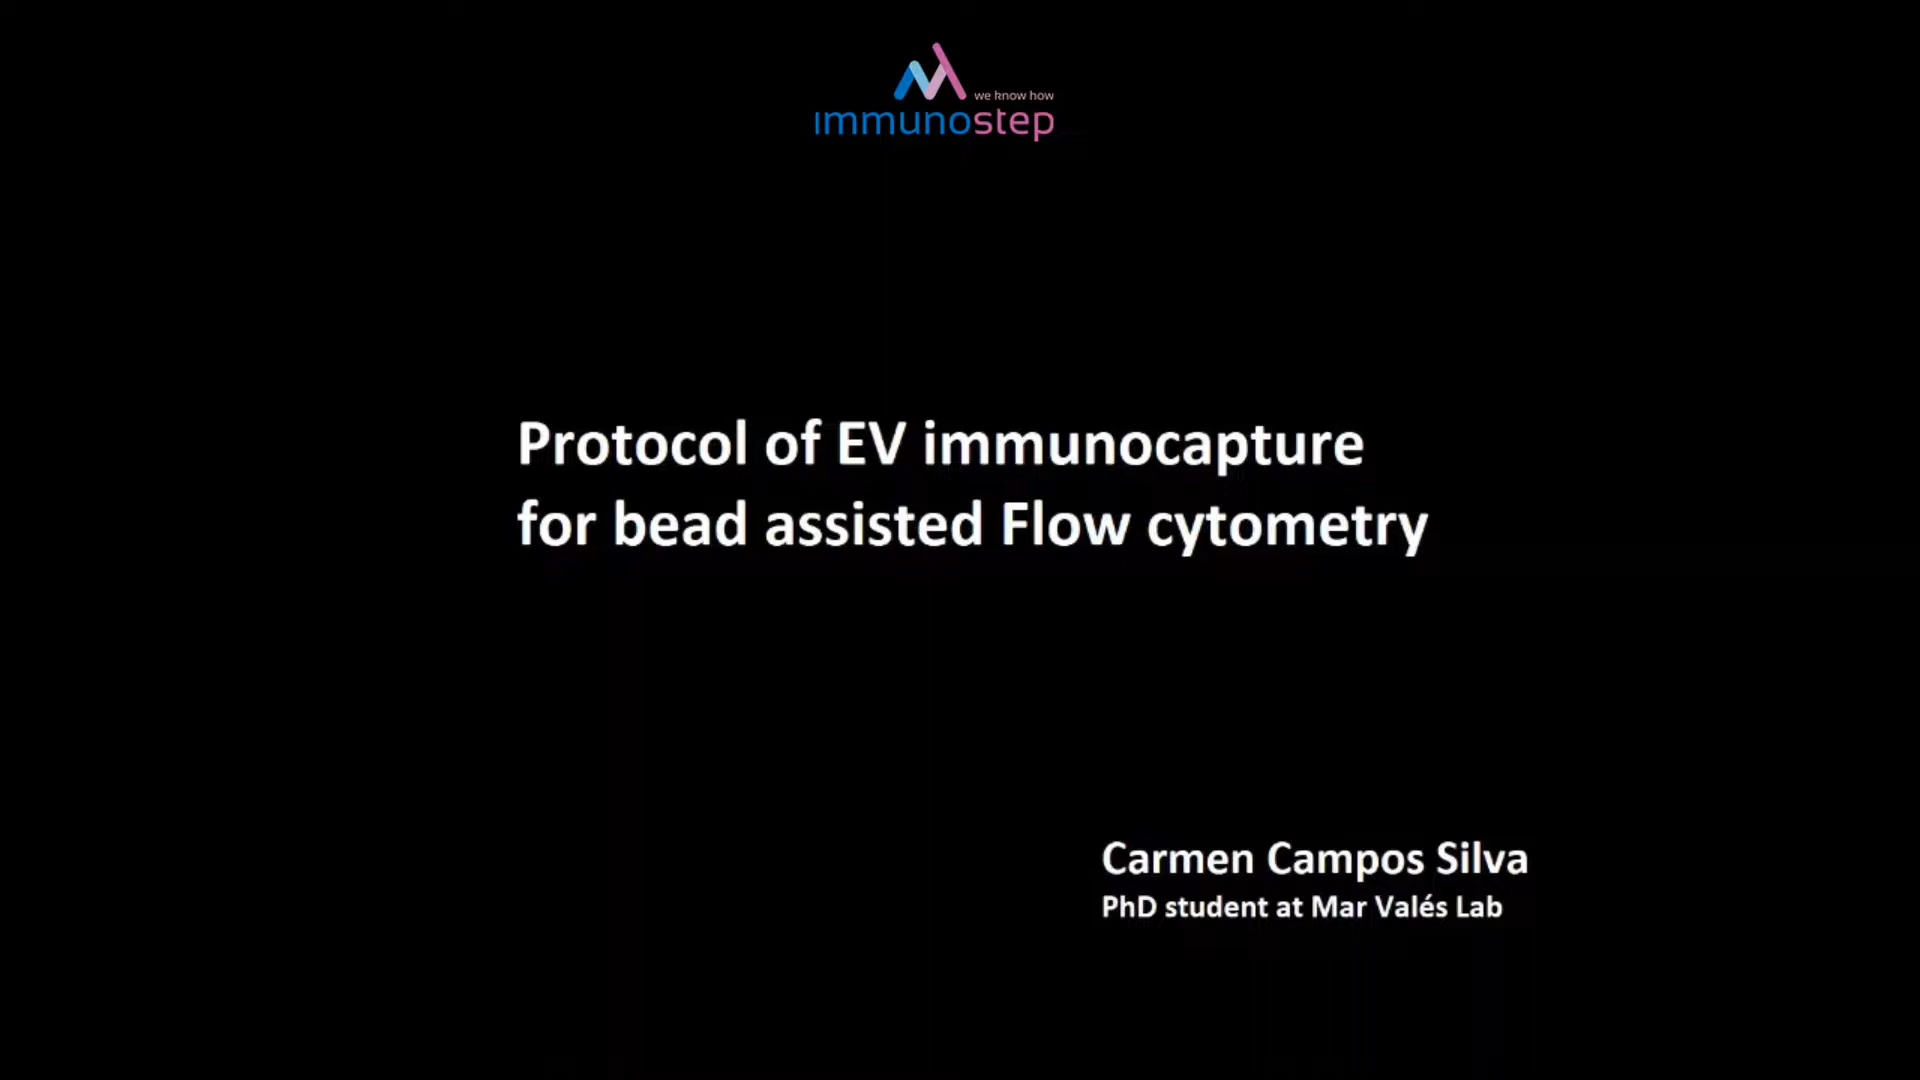 we know how
immunostep
Protocol of EV immunocapture
for bead assisted Flow cytometry
Carmen Campos Silva
PhD student at Mar Valés Lab